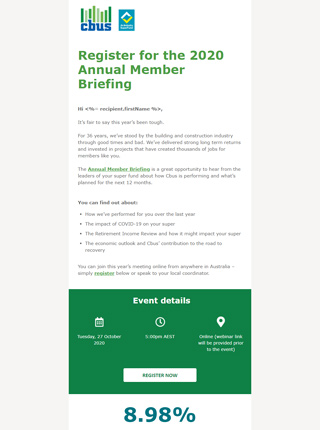 cbus
Register for the 2020
Annual Member
Briefing
Hi <%= recipient.firstName %>,
It's fair to say this year's been tough.
For 36 years, we've stood by the building and construction industry
through good times and bad. We've delivered strong long term returns
and invested in projects that have created thousands of jobs for
members like you.
The Annual Member Briefing is a great opportunity to hear from the
leaders of your super fund about how Cbus is performing and what's
planned for the next 12 months.
You can find out about:
• How we've performed for you over the last year
• The impact of COVID-19 on your super
• The Retirement Income Review and how it might impact your super
• The economic outlook and Cbus' contribution to the road to
recovery
You can join this year's meeting online from anywhere in Australia –
simply register below or speak to your local coordinator.
Event details
Tuesday, 27 October
2020
5:00pm AEST
Online (webinar link
will be provided prior
to the event)
REGISTER NOW
8.98%